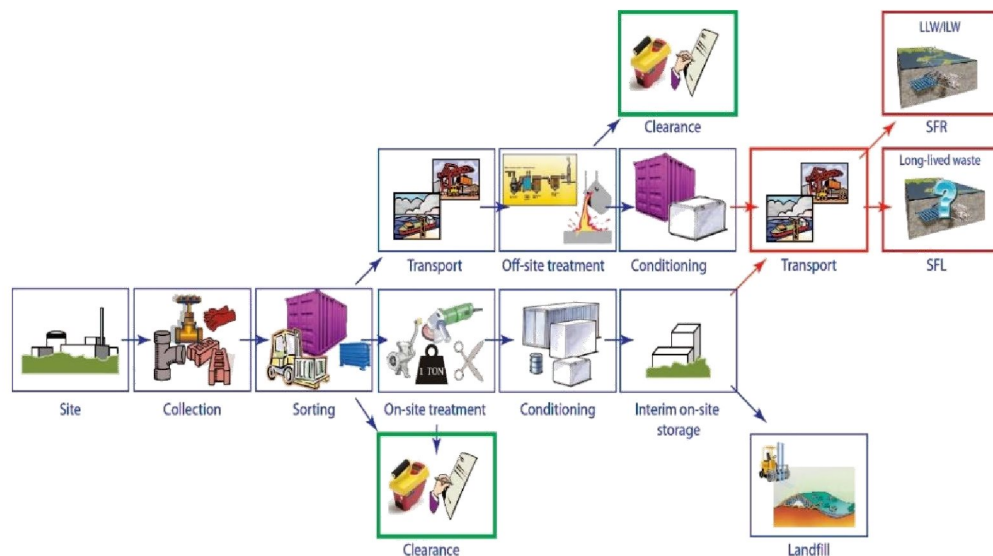 LLW/ILW
SFR
Clearance
Long-lived waste
Transport
Off-site treatment
Conditioning
Transport
SFL
1 TON
Site
Collection
Sorting
On-site treatment
Conditioning
Interim on-site
storage
Clearance
Landfill